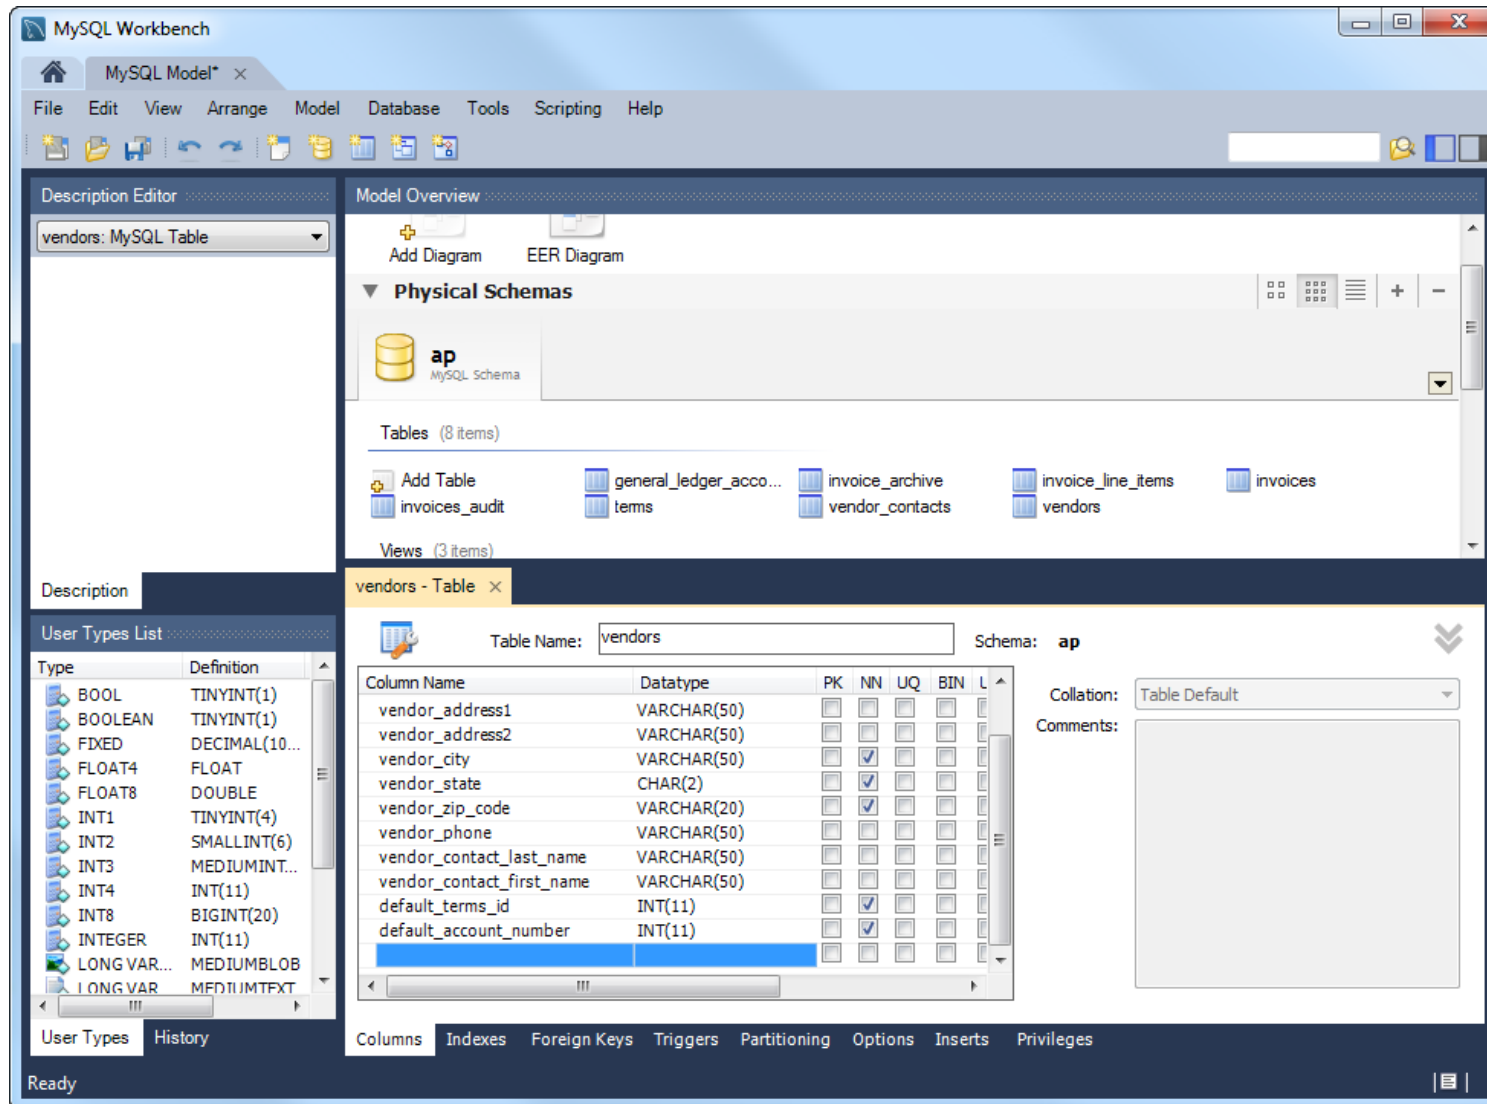 MySQL Workbench
MySQL Model*
File Edit View Arrange Model Database Tools Scripting Help
Description Editor
vendors: MySQL Table
Description
Model Overview
Add Diagram EER Diagram
Physical Schemas
ap
MySQL Schema
Tables (8 items)
Add Table general_ledger_acco... invoice_archive invoice_line_items invoices
invoices_audit terms vendor_contacts vendors
Views (3 items)
User Types List
Type Definition
BOOL TINYINT(1)
BOOLEAN TINYINT(1)
FIXED DECIMAL(10...
FLOAT4 FLOAT
FLOAT8 DOUBLE
INT1 TINYINT(4)
INT2 SMALLINT(6)
INT3 MEDIUMINT...
INT4 INT(11)
INT8 BIGINT(20)
INTEGER INT(11)
LONG VAR... MEDIUMBLOB
LONG VAR MEDIUMTEXT
User Types History
vendors - Table
Table Name: vendors Schema: ap
Column Name Datatype PK NN UQ BIN
vendor_address1 VARCHAR(50)
vendor_address2 VARCHAR(50)
vendor_city VARCHAR(50)
vendor_state CHAR(2)
vendor_zip_code VARCHAR(20)
vendor_phone VARCHAR(50)
vendor_contact_last_name VARCHAR(50)
vendor_contact_first_name VARCHAR(50)
default_terms_id INT(11)
default_account_number INT(11)
Collation: Table Default
Comments:
Columns Indexes Foreign Keys Triggers Partitioning Options Inserts Privileges
Ready